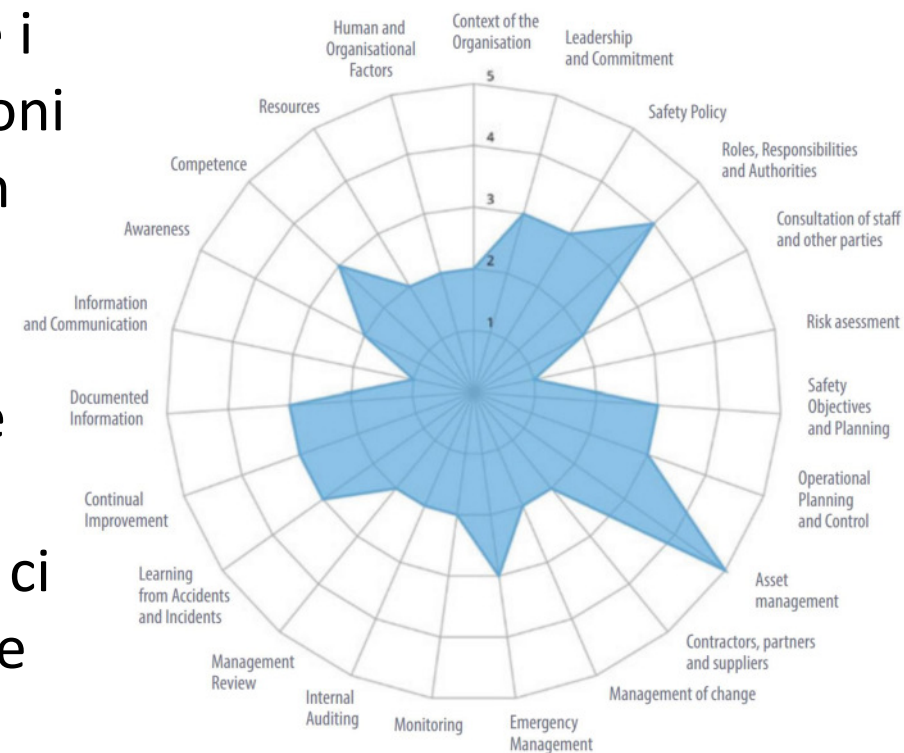 e i
oni
n
e
ci
e
Context of the
Organisation
Leadership
and Commitment
Safety Policy
Roles, Responsibilities
and Authorities
Consultation of staff
and other parties
Risk asessment
Safety
Objectives
and Planning
Operational
Planning
and Control
Asset
management
Contractors, partners
and suppliers
Management of change
Emergency
Management
Monitoring
Internal
Auditing
Management
Review
Learning
from Accidents
and Incidents
Continual
Improvement
Documented
Information
Information
and Communication
Awareness
Competence
Resources
Human and
Organisational
Factors
5
4
3
2
1